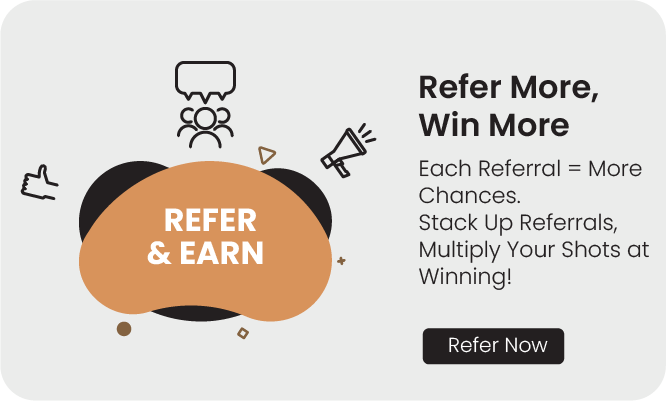 REFER
& EARN
Refer More,
Win More
Each Referral = More
Chances.
Stack Up Referrals,
Multiply Your Shots at
Winning!
Refer Now